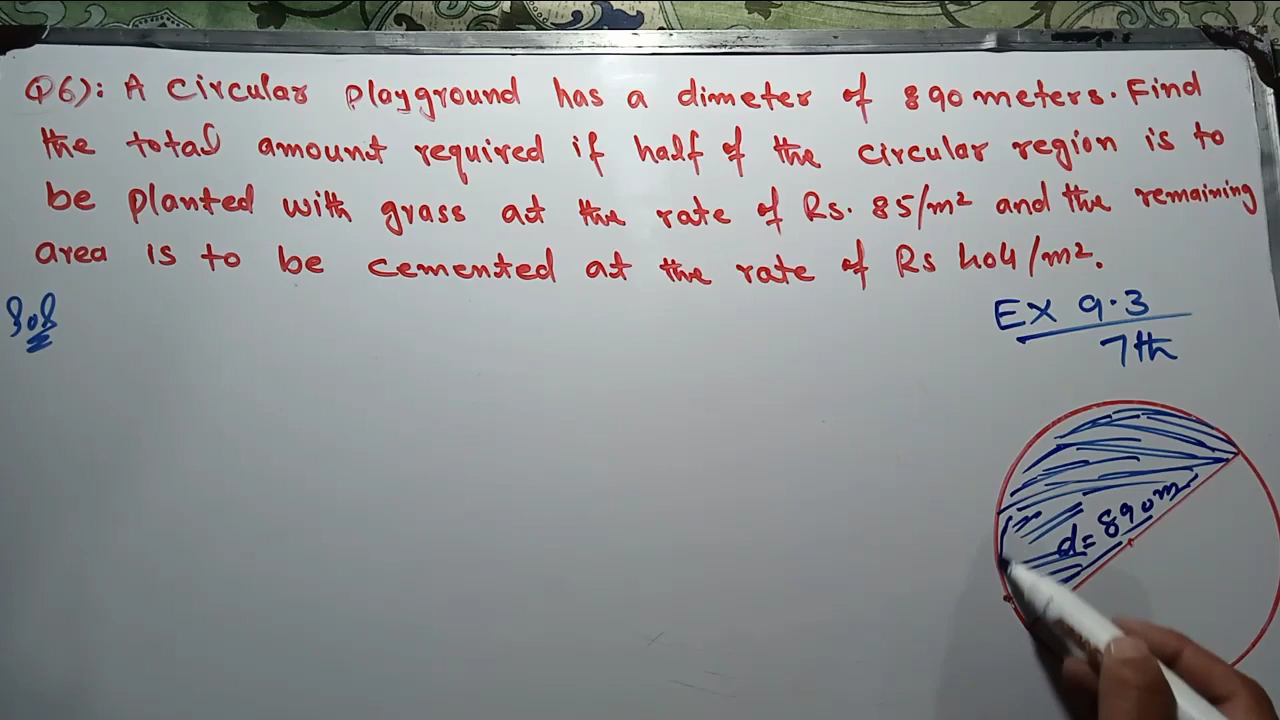 Q6): A circular playground has a dimeter of 890 meters. Find
the total amount required if half of the circular region is to
be planted with grass at the rate of Rs. 85/m² and the remaining
area is to be cemented at the rate of Rs 404/m².
Sol
EX 9.3
7th
d = 890m